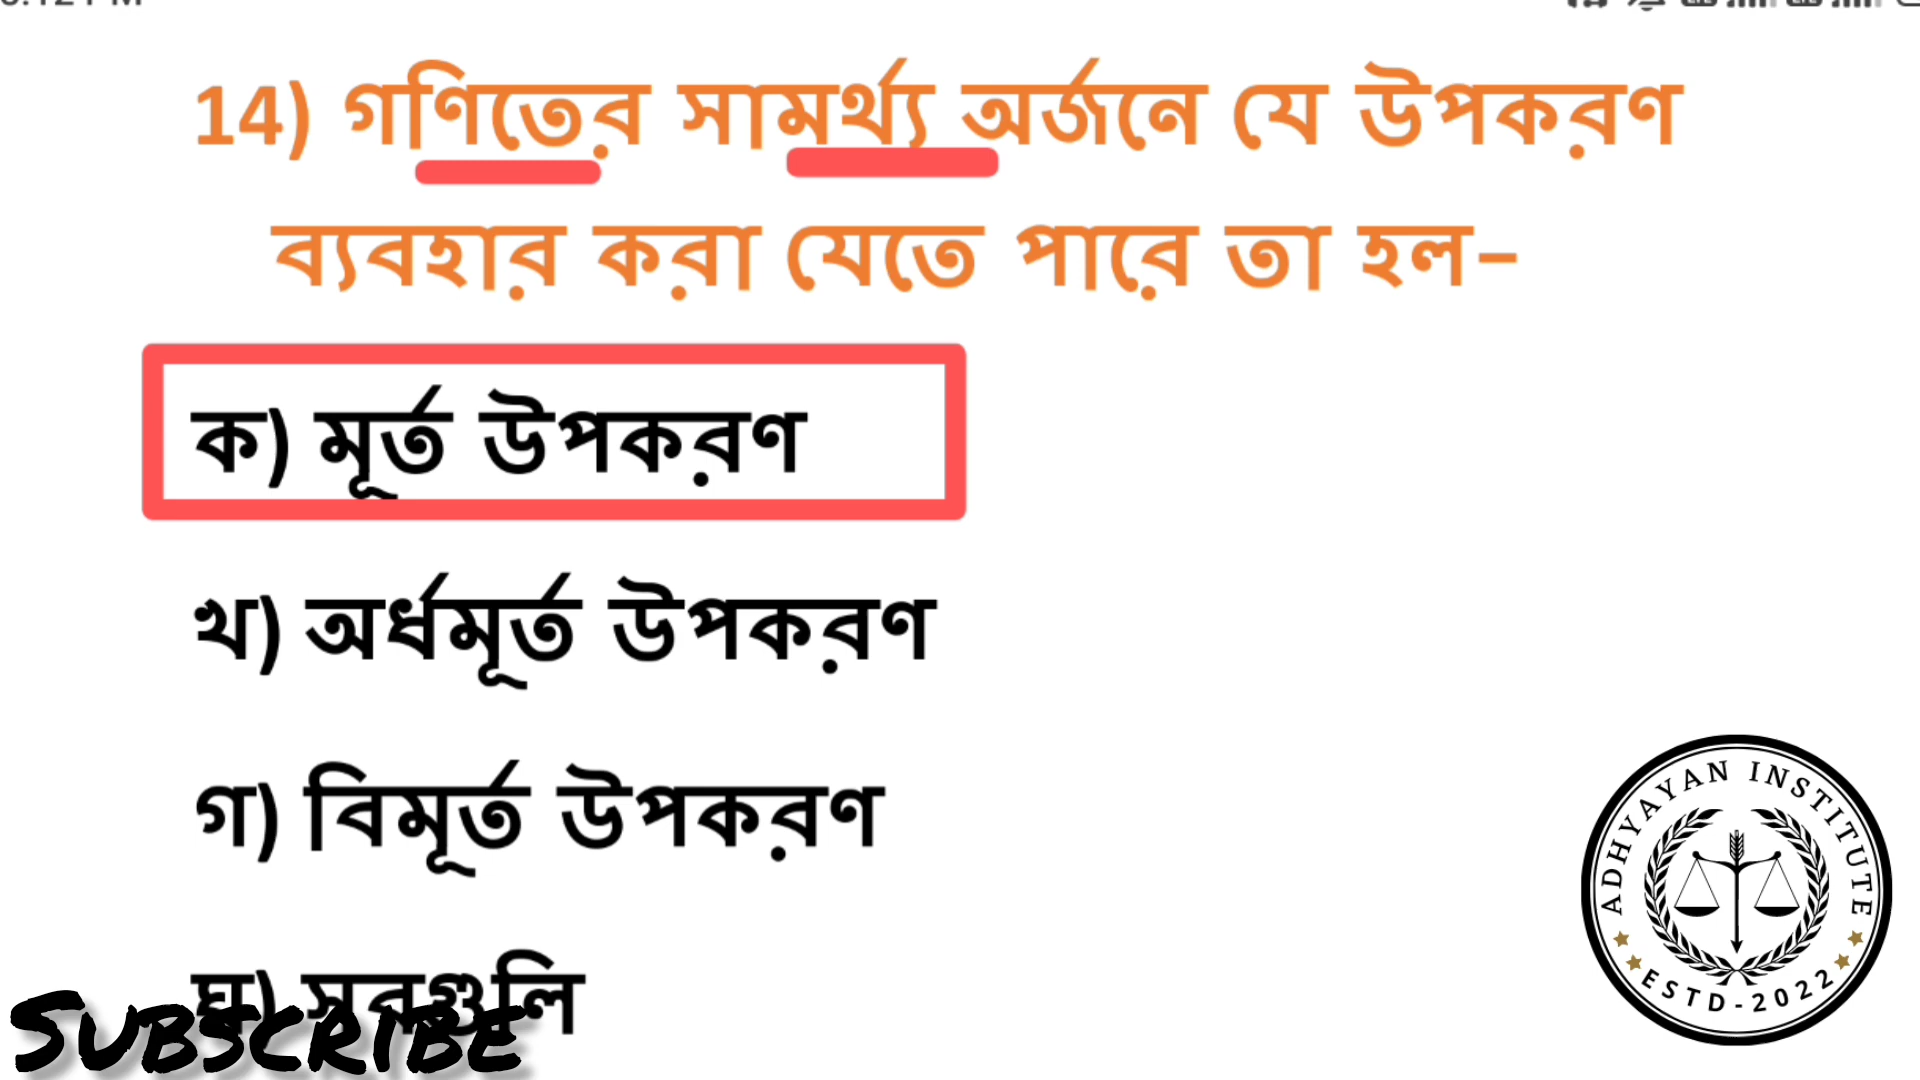 14) গণিতের সামর্থ্য অর্জনে যে উপকরণ
ব্যবহার করা যেতে পারে তা হল–
ক) মূর্ত উপকরণ
খ) অর্ধমূর্ত উপকরণ
গ) বিমূর্ত উপকরণ
ঘ) সবগুলি
SUBSCRIBE
ADHYAYAN INSTITUTE
ESTD-2022